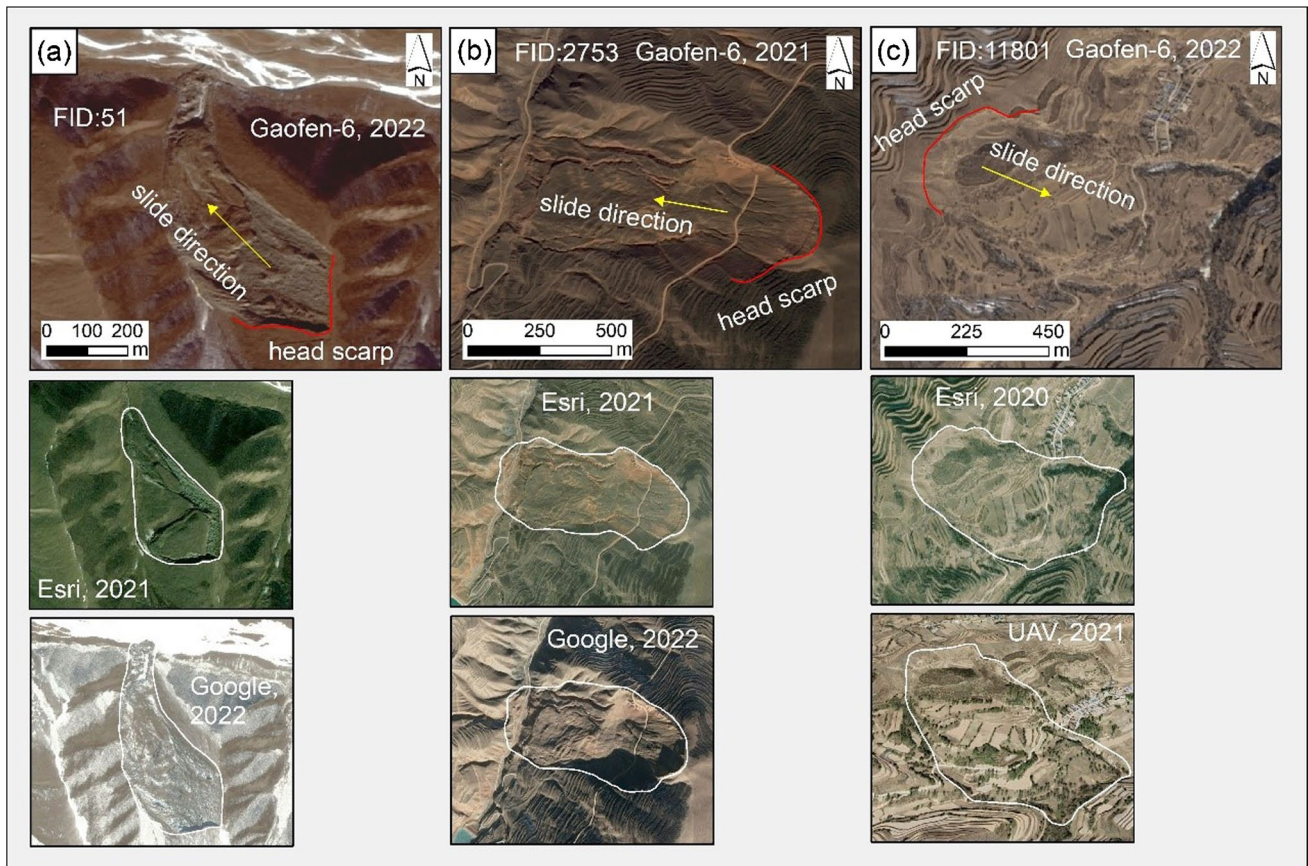 (a)
N
FID:51
Gaofen-6, 2022
slide direction
0 100 200
m
head scarp
(b)
FID:2753 Gaofen-6, 2021
N
slide direction
head scarp
0 250 500
m
(c)
FID:11801 Gaofen-6, 2022
N
head scarp
slide direction
0 225 450
m
Esri, 2021
Esri, 2021
Esri, 2020
Google,
2022
Google, 2022
UAV, 2021